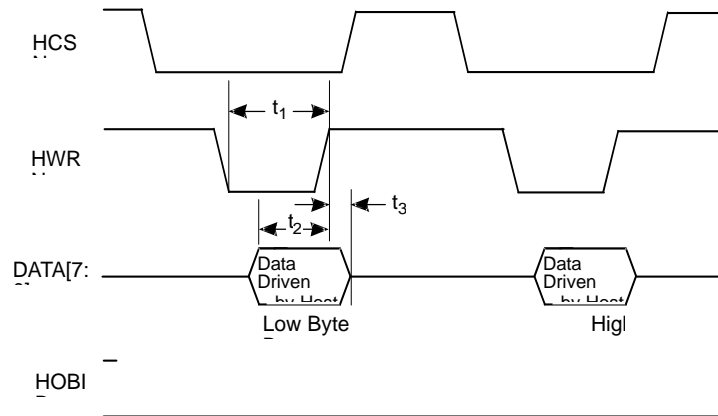 HCS
t1
HWR
t3
t2
DATA[7:
Data
Driven
Data
Driven
Low Byte
HOBI